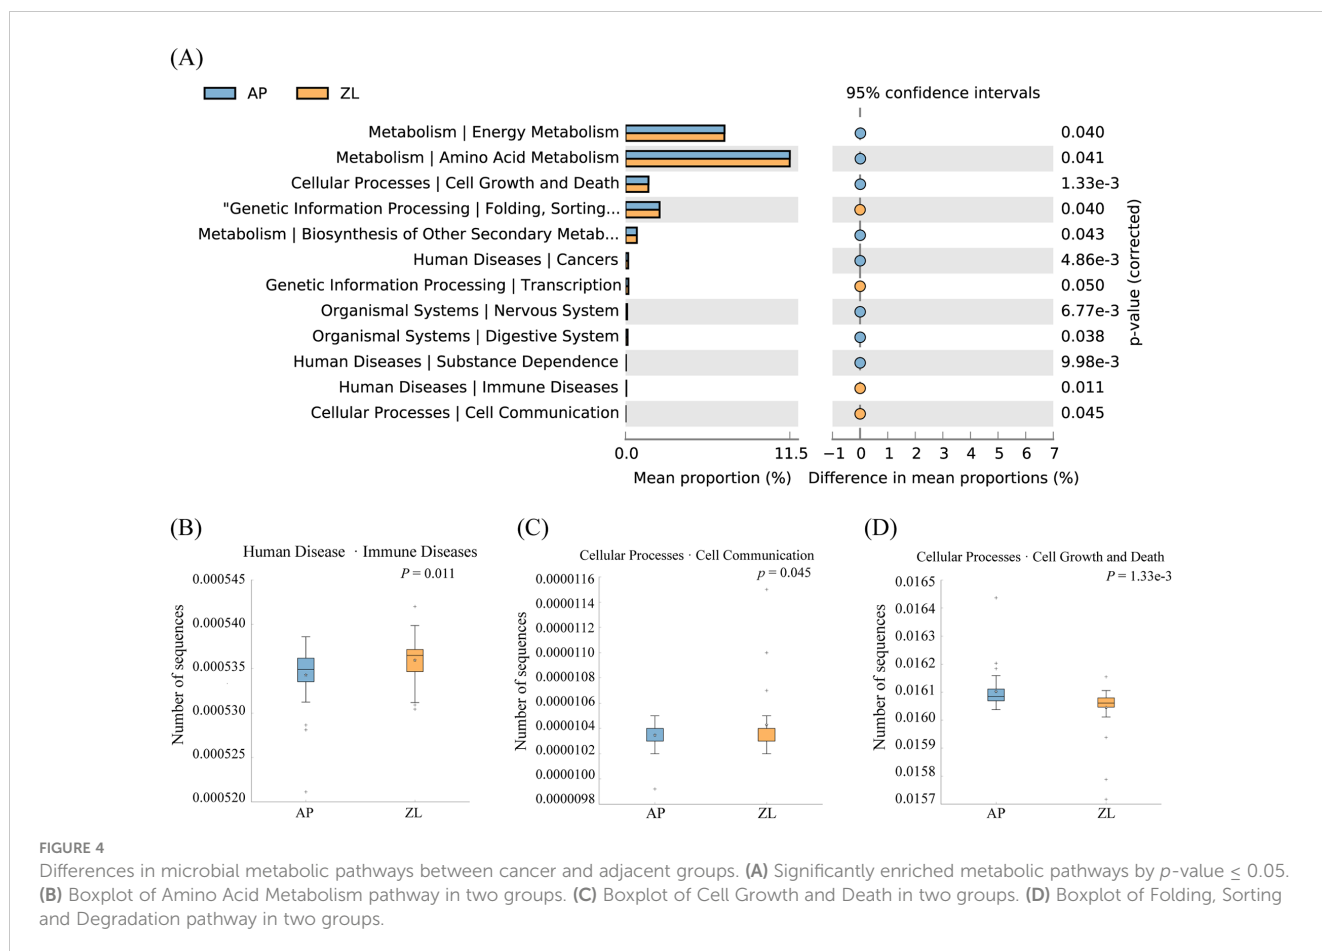 (A)
AP ZL 95% confidence intervals
Metabolism | Energy Metabolism 0.040
Metabolism | Amino Acid Metabolism 0.041
Cellular Processes | Cell Growth and Death 1.33e-3
"Genetic Information Processing | Folding, Sorting... 0.040
Metabolism | Biosynthesis of Other Secondary Metab... 0.043
Human Diseases | Cancers 4.86e-3
Genetic Information Processing | Transcription 0.050
Organismal Systems | Nervous System 6.77e-3
Organismal Systems | Digestive System 0.038
Human Diseases | Substance Dependence 9.98e-3
Human Diseases | Immune Diseases 0.011
Cellular Processes | Cell Communication 0.045
p-value (corrected)
0.0 11.5 −1 0 1 2 3 4 5 6 7
Mean proportion (%) Difference in mean proportions (%)
(B)
Human Disease · Immune Diseases
P = 0.011
Number of sequences
0.000545
0.000540
0.000535
0.000530
0.000525
0.000520
AP ZL
(C)
Cellular Processes · Cell Communication
p = 0.045
Number of sequences
0.0000116
0.0000114
0.0000112
0.0000110
0.0000108
0.0000106
0.0000104
0.0000102
0.0000100
0.0000098
AP ZL
(D)
Cellular Processes · Cell Growth and Death
P = 1.33e-3
Number of sequences
0.0165
0.0164
0.0163
0.0162
0.0161
0.0160
0.0159
0.0158
0.0157
AP ZL
FIGURE 4
Differences in microbial metabolic pathways between cancer and adjacent groups. (A) Significantly enriched metabolic pathways by p-value ≤ 0.05.
(B) Boxplot of Amino Acid Metabolism pathway in two groups. (C) Boxplot of Cell Growth and Death in two groups. (D) Boxplot of Folding, Sorting
and Degradation pathway in two groups.